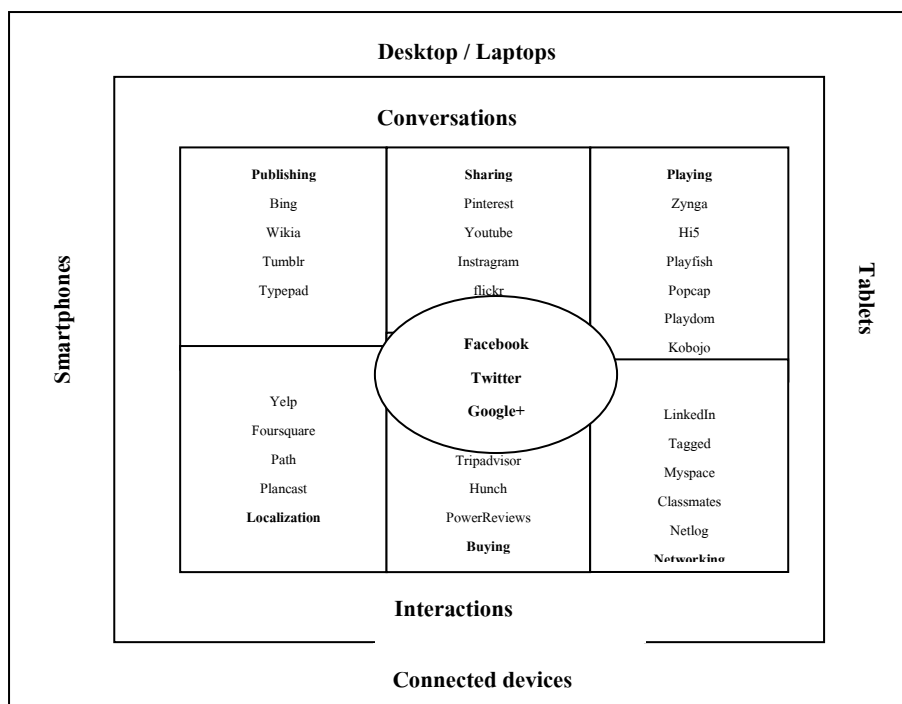 Desktop / Laptops
Conversations
Smartphones
Tablets
Publishing
Bing
Wikia
Tumblr
Typepad
Sharing
Pinterest
Youtube
Instragram
flickr
Playing
Zynga
Hi5
Playfish
Popcap
Playdom
Kobojo
Facebook
Twitter
Google+
Yelp
Foursquare
Path
Plancast
Localization
Tripadvisor
Hunch
PowerReviews
Buying
LinkedIn
Tagged
Myspace
Classmates
Netlog
Networking
Interactions
Connected devices